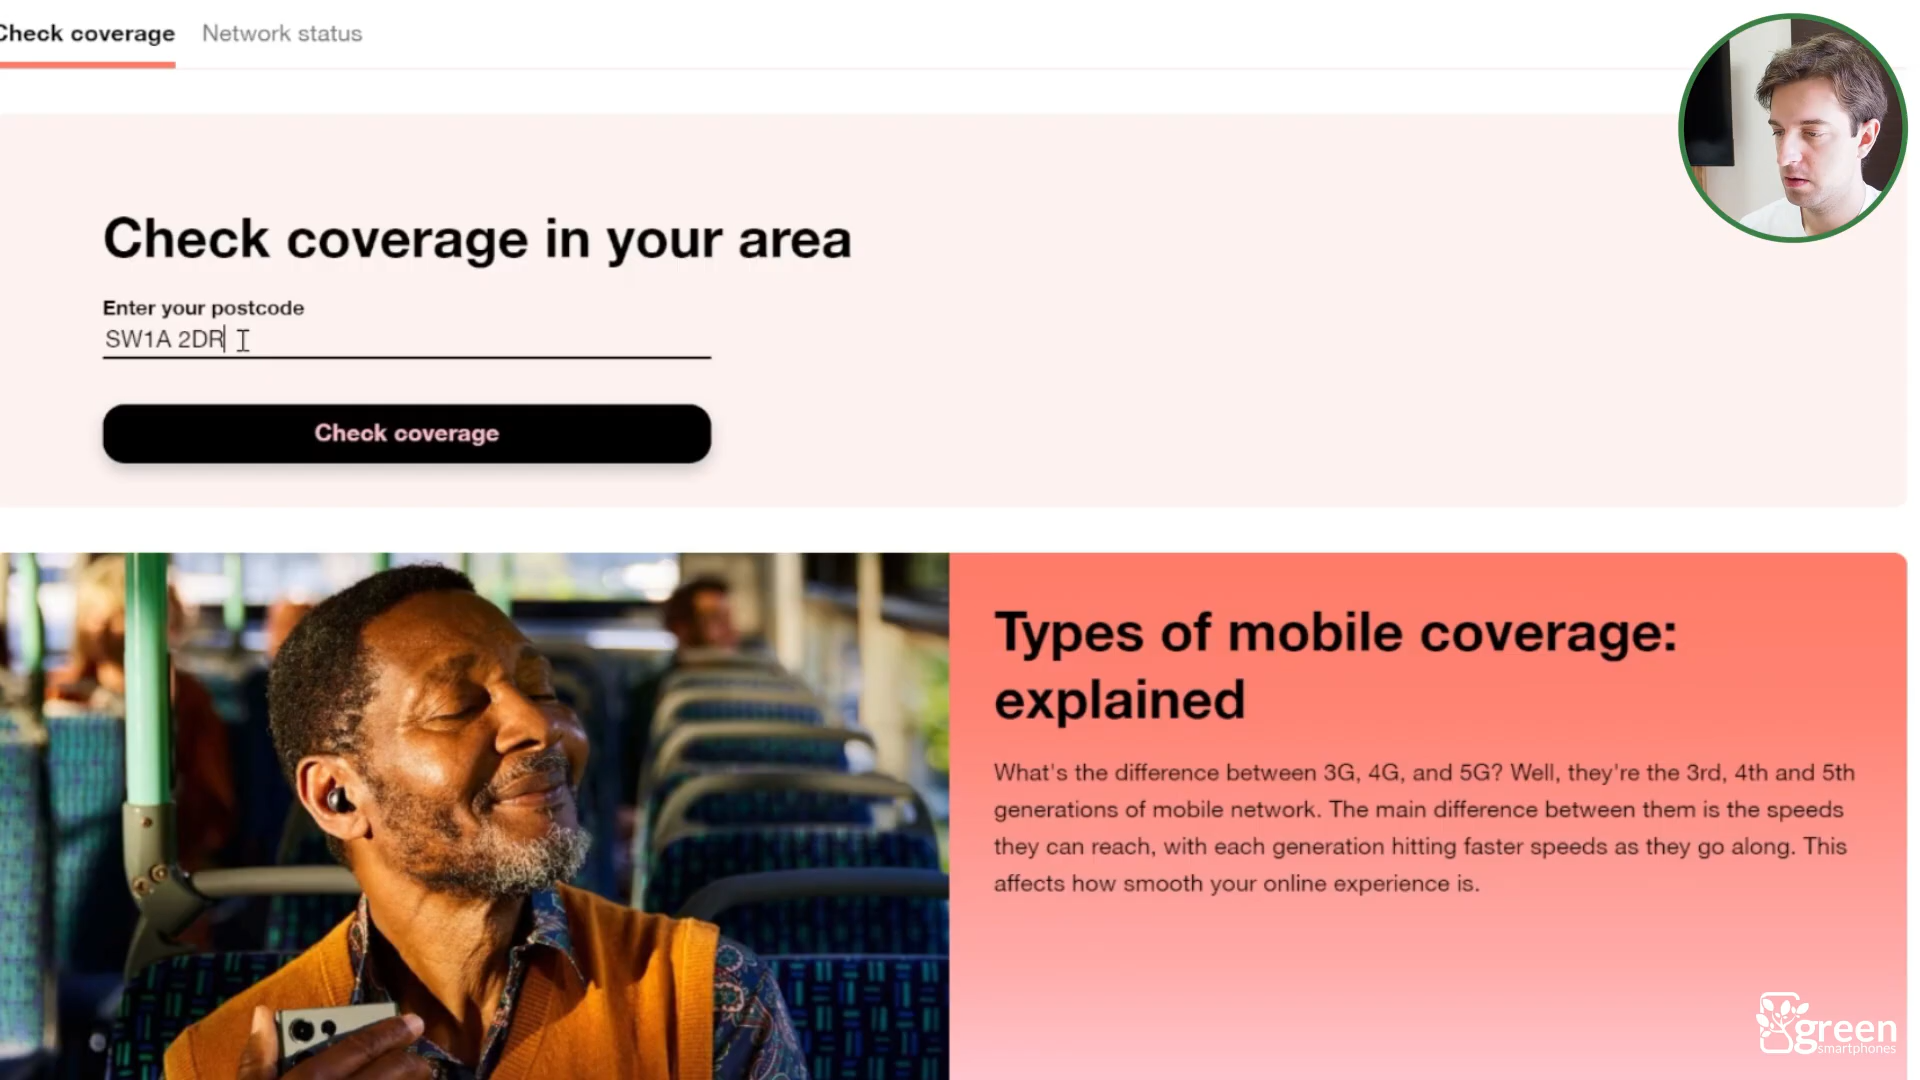 Check coverage
Network status
Check coverage in your area
Enter your postcode
SW1A 2DR
Check coverage
Types of mobile coverage:
explained
What's the difference between 3G, 4G, and 5G? Well, they're the 3rd, 4th and 5th
generations of mobile network. The main difference between them is the speeds
they can reach, with each generation hitting faster speeds as they go along. This
affects how smooth your online experience is.
green
smartphones